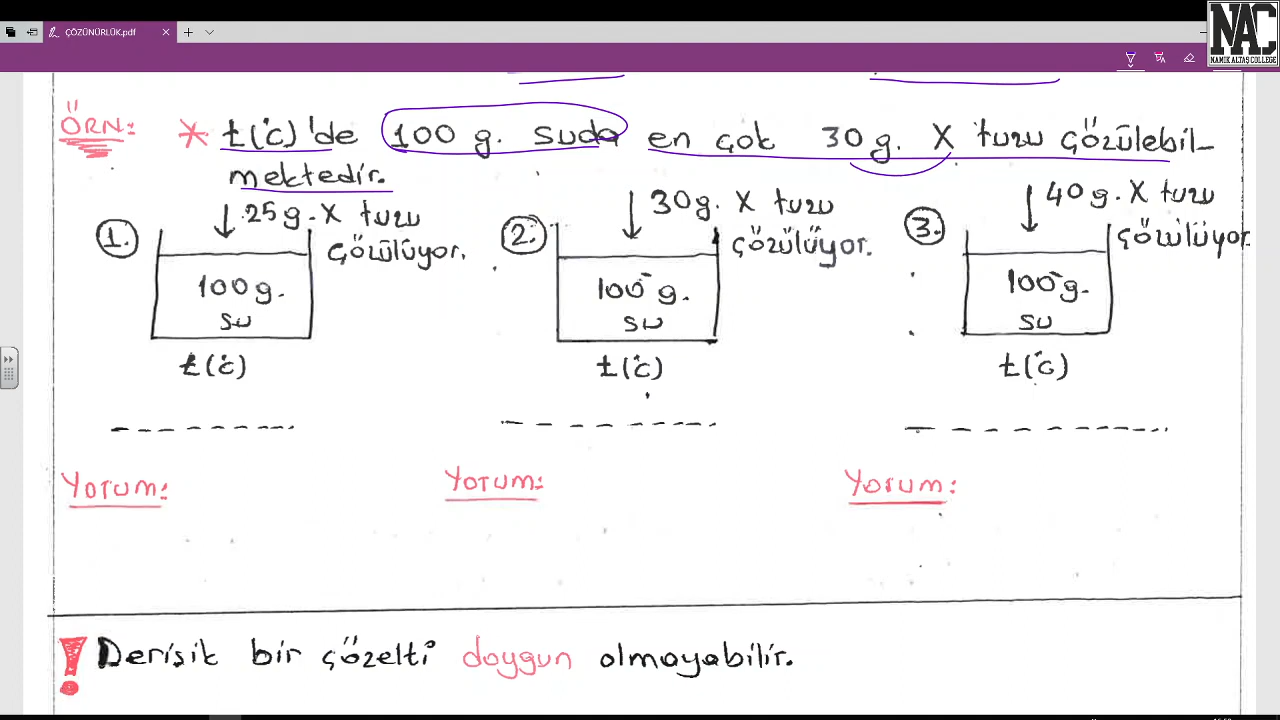 ÇÖZÜNÜRLÜK.pdf
NAC
NAMIK ALTAŞ COLLEGE
ÖRN: * t(°c)'de 100 g. suda en çok 30 g. X tuzu çözülebil-
mektedir.
1. 25 g. X tuzu
çözülüyor.
100 g.
su
t(°c)
2. 30 g. X tuzu
çözülüyor.
100 g.
su
t(°c)
3. 40 g. X tuzu
çözülüyor.
100 g.
su
t(°c)
Yorum:
Yorum:
Yorum:
! Derişik bir çözelti doygun olmayabilir.